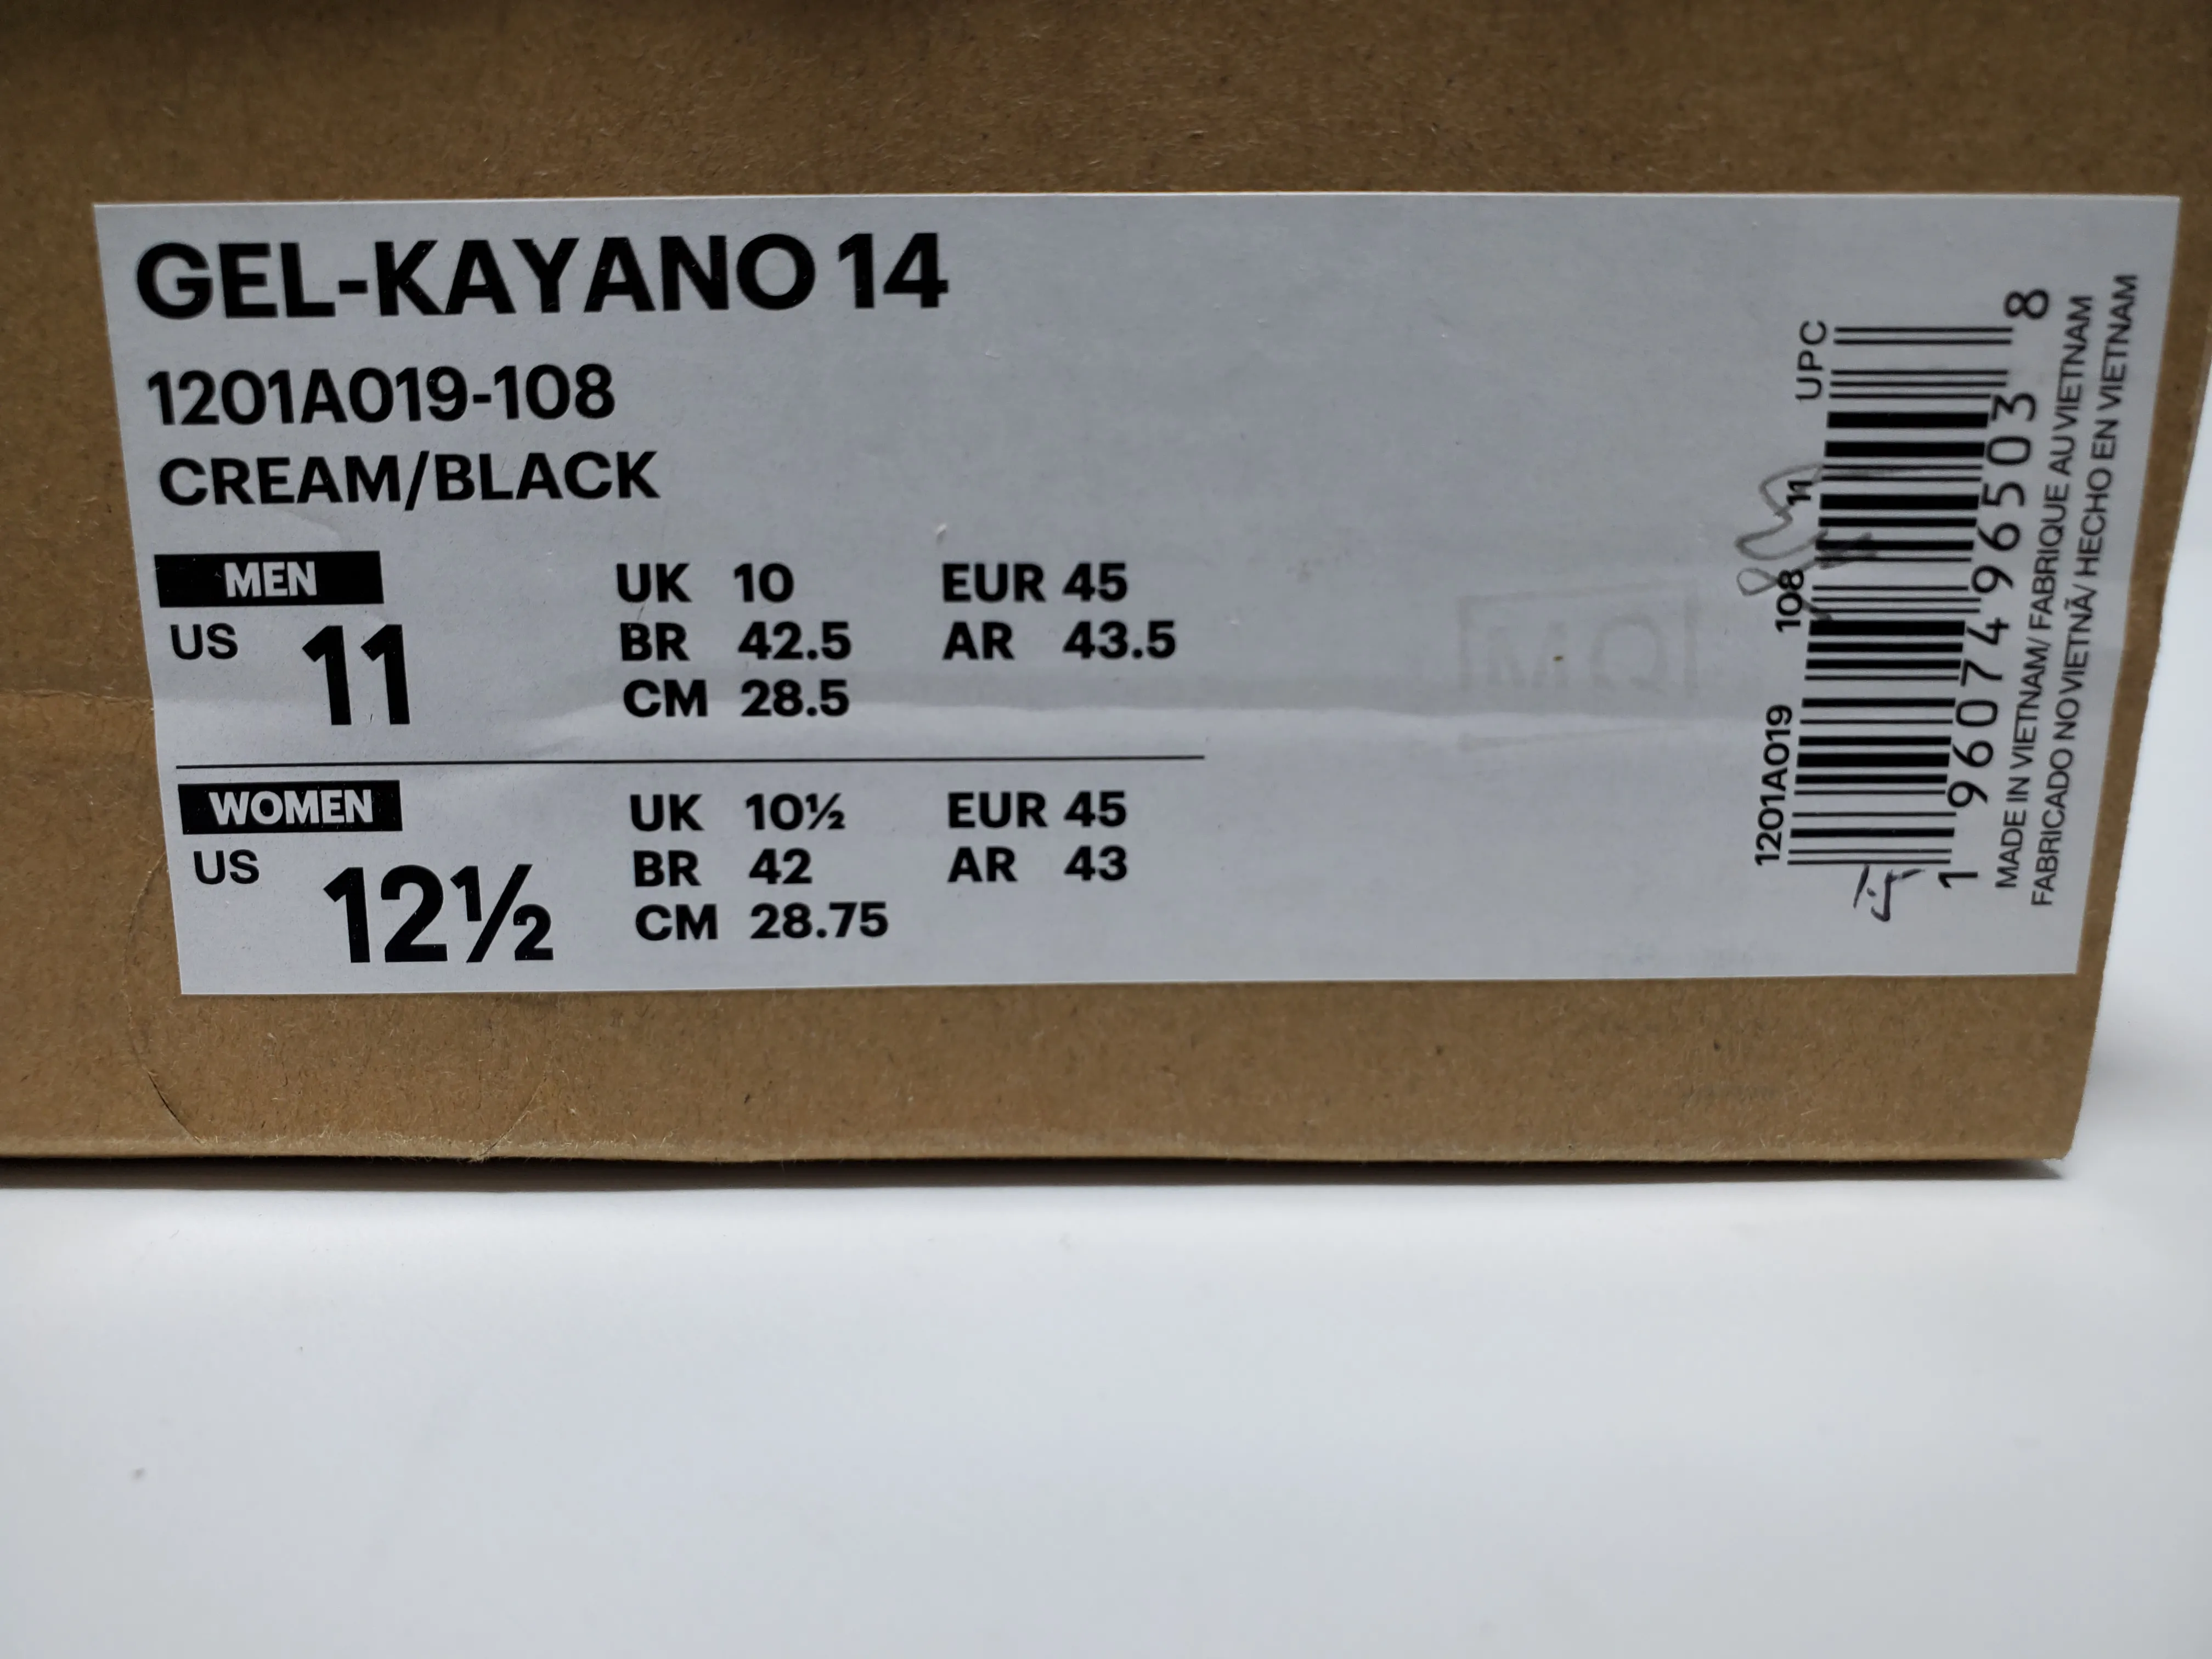 GEL-KAYANO 14
1201A019-108
CREAM/BLACK
MEN
US 11
UK 10 EUR 45
BR 42.5 AR 43.5
CM 28.5
WOMEN
US 12½
UK 10½ EUR 45
BR 42 AR 43
CM 28.75
1201A019 108 11 UPC
1 96074 96503 8
MADE IN VIETNAM/ FABRIQUE AU VIETNAM
FABRICADO NO VIETNÃ/ HECHO EN VIETNAM